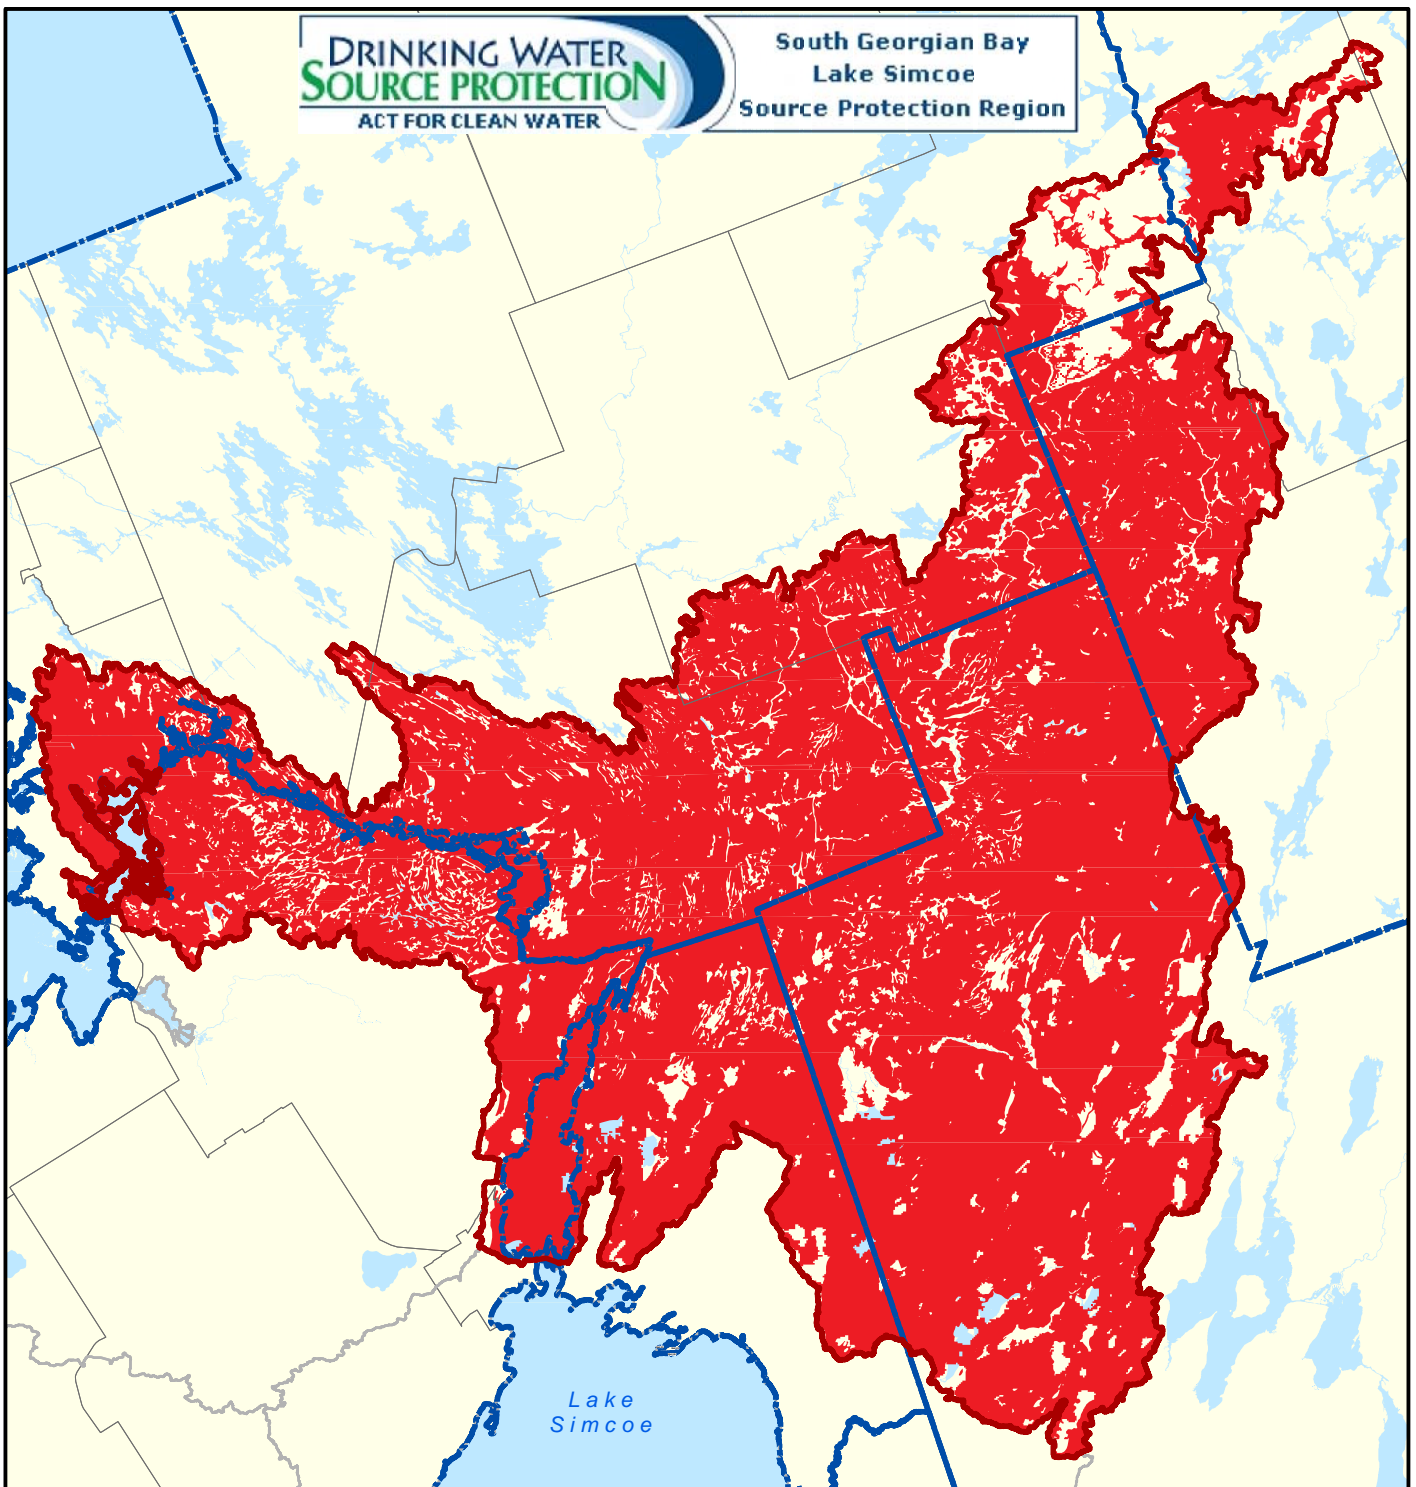 DRINKING WATER
SOURCE PROTECTION
ACT FOR CLEAN WATER
South Georgian Bay
Lake Simcoe
Source Protection Region
Lake
Simcoe